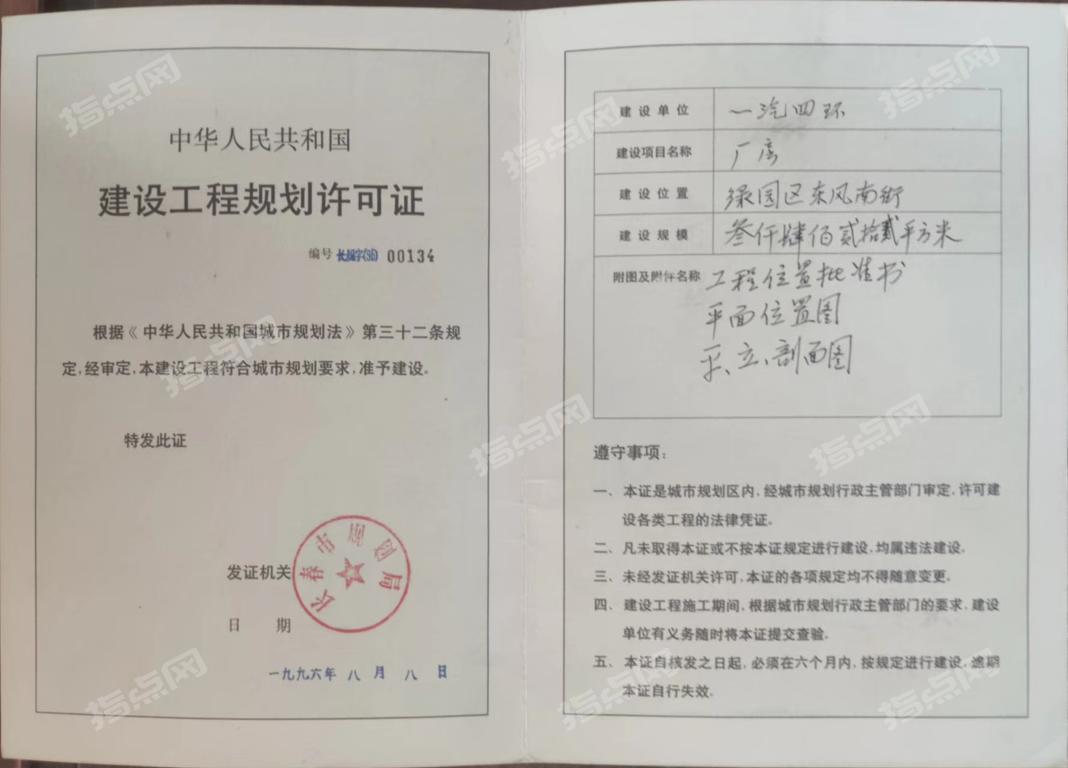 中华人民共和国
建设工程规划许可证
编号 00134
根据《中华人民共和国城市规划法》第三十二条规
定,经审定,本建设工程符合城市规划要求,准予建设。
特发此证
发证机关
长春市规划局
日 期
一九九六年 八 月 八 日
建设单位 一汽四环
建设项目名称 厂房
建设位置 绿园区东风南街
建设规模 叁仟肆佰贰拾贰平方米
附图及附件名称 工程位置批准书
平面位置图
平、立、剖面图
遵守事项:
一、本证是城市规划区内,经城市规划行政主管部门审定,许可建
设各类工程的法律凭证。
二、凡未取得本证或不按本证规定进行建设,均属违法建设。
三、未经发证机关许可,本证的各项规定均不得随意变更。
四、建设工程施工期间,根据城市规划行政主管部门的要求,建设
单位有义务随时将本证提交查验。
五、本证自核发之日起,必须在六个月内,按规定进行建设,逾期
本证自行失效。
指点网